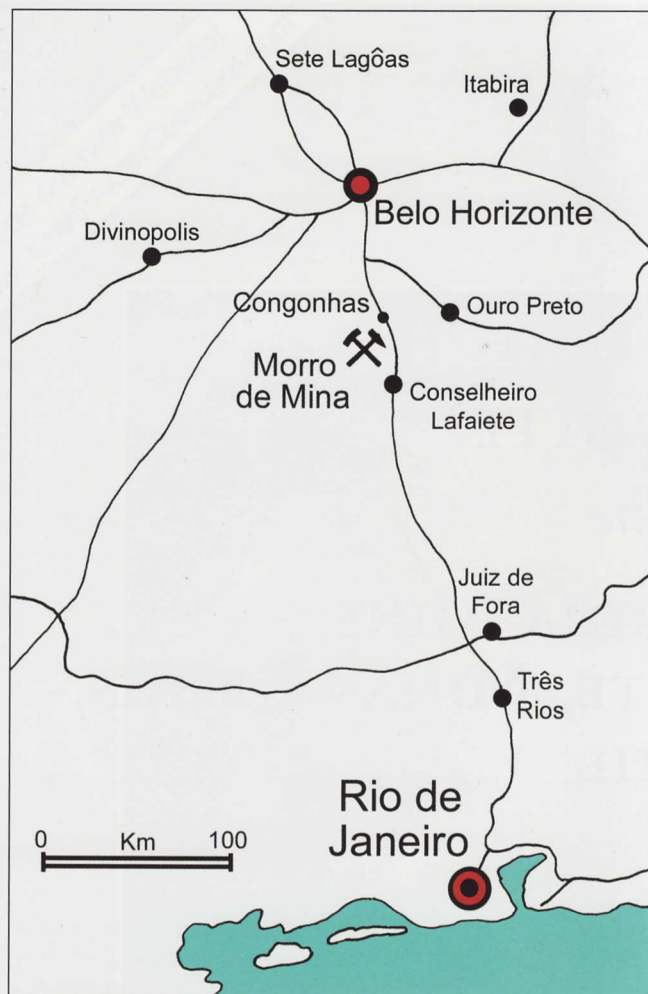 Sete Lagôas
Itabira
Belo Horizonte
Divinopolis
Congonhas
Ouro Preto
Morro
de Mina
Conselheiro
Lafaiete
Juiz de
Fora
Três
Rios
Rio de
Janeiro
0 Km 100